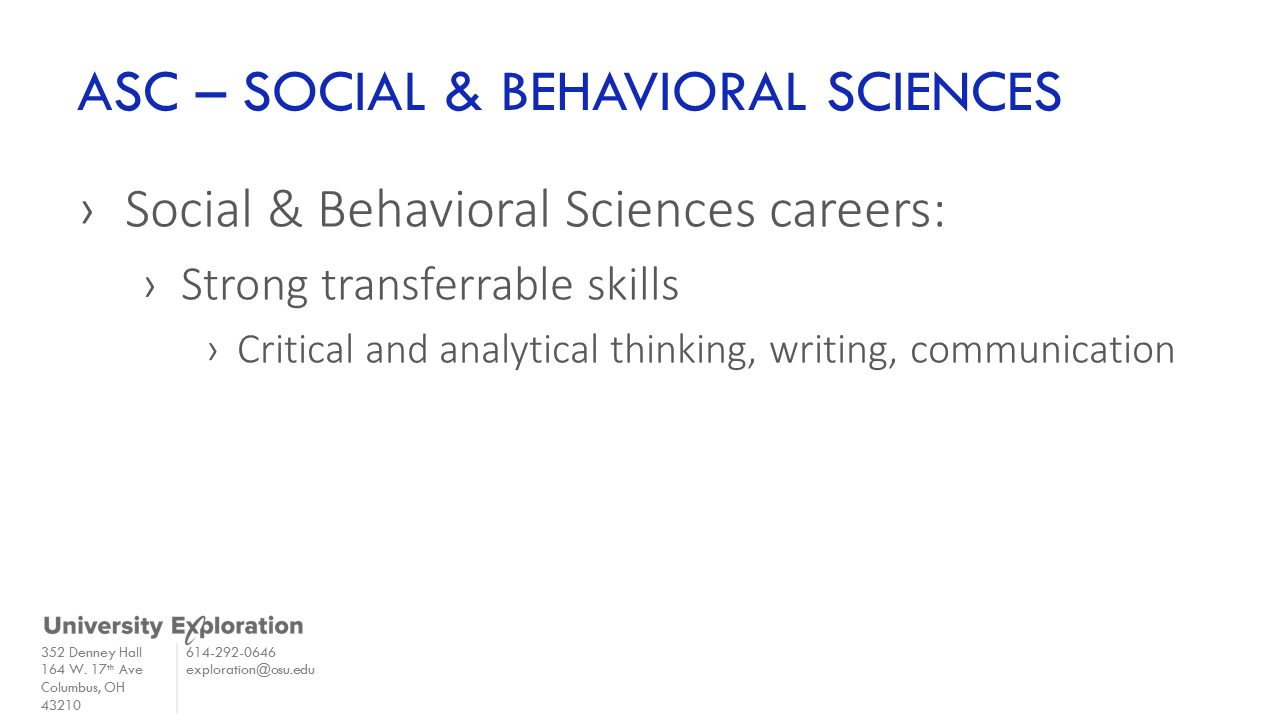 ASC – SOCIAL & BEHAVIORAL SCIENCES
› Social & Behavioral Sciences careers:
› Strong transferrable skills
› Critical and analytical thinking, writing, communication
University Exploration
352 Denney Hall
164 W. 17th Ave
Columbus, OH
43210
614-292-0646
exploration@osu.edu